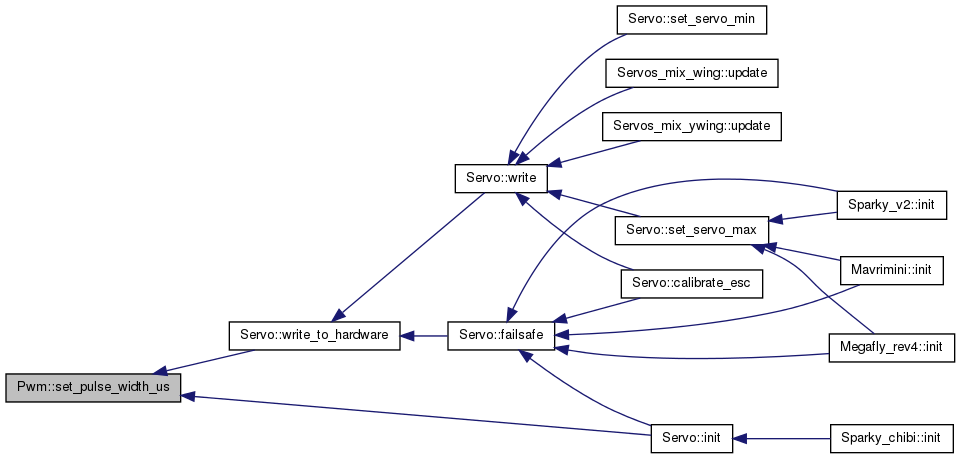 Servo::set_servo_min
Servos_mix_wing::update
Servos_mix_ywing::update
Servo::write
Sparky_v2::init
Servo::set_servo_max
Mavrimini::init
Servo::calibrate_esc
Servo::write_to_hardware
Servo::failsafe
Megafly_rev4::init
Pwm::set_pulse_width_us
Servo::init
Sparky_chibi::init